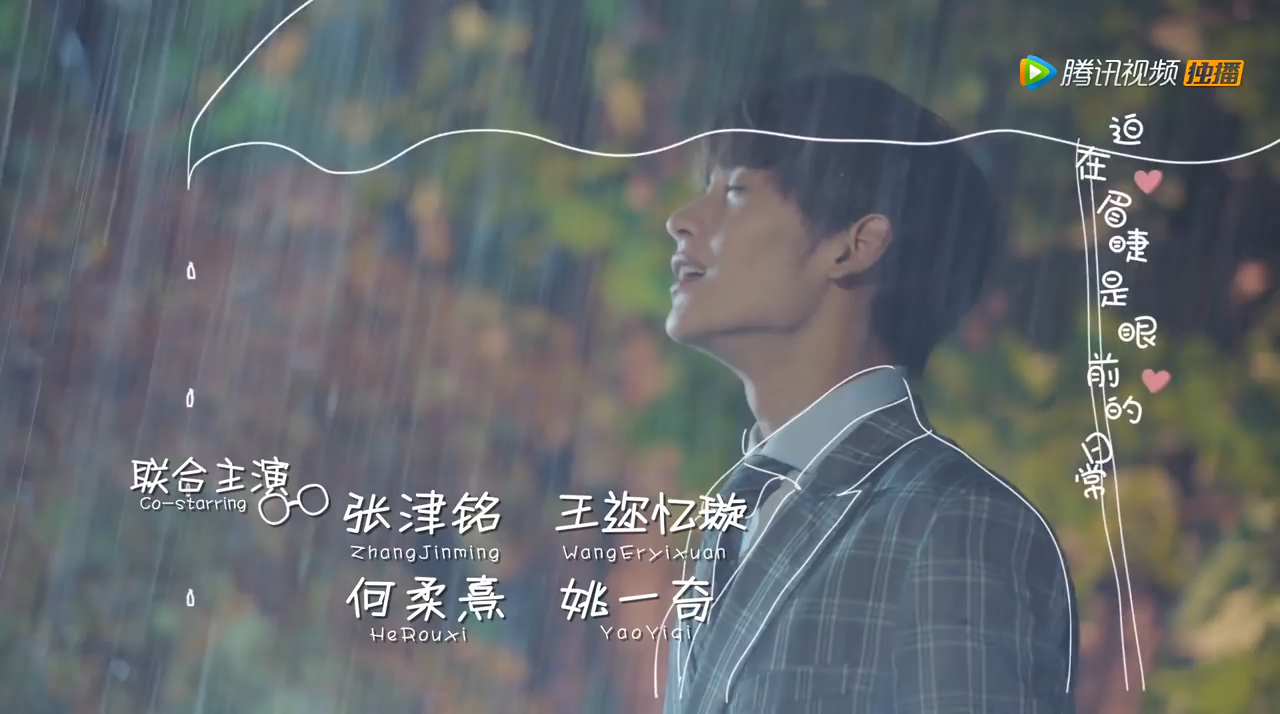 腾讯视频 独播
迫在眉睫是眼前的日常
联合主演
Co-starring
张津铭 王迩忆璇
ZhangJinming WangEryixuan
何柔熹 姚一奇
HeRouxi YaoYiqi